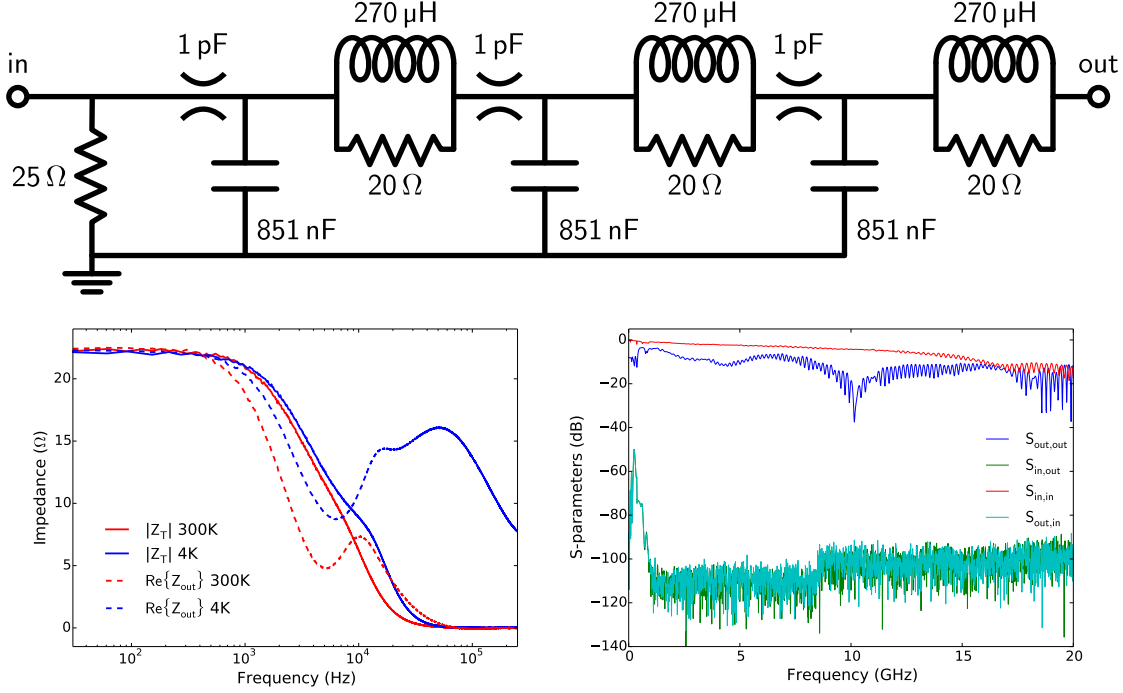 270 µH 270 µH 270 µH
1 pF 1 pF 1 pF
in out
25 Ω 20 Ω 20 Ω 20 Ω
851 nF 851 nF 851 nF
20
15
10
5
0
Impedance (Ω)
|Z_T| 300K
|Z_T| 4K
Re{Z_out} 300K
Re{Z_out} 4K
10² 10³ 10⁴ 10⁵
Frequency (Hz)
0
−20
−40
−60
−80
−100
−120
−140
S-parameters (dB)
S_out,out
S_in,out
S_in,in
S_out,in
0 5 10 15 20
Frequency (GHz)